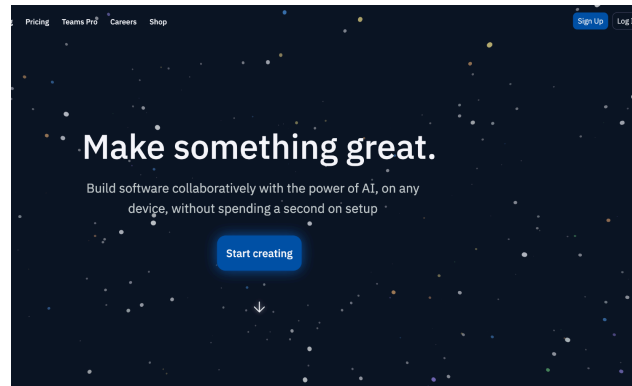 Pricing Teams Pro Careers Shop Sign Up Log
Make something great.
Build software collaboratively with the power of AI, on any
device, without spending a second on setup
Start creating